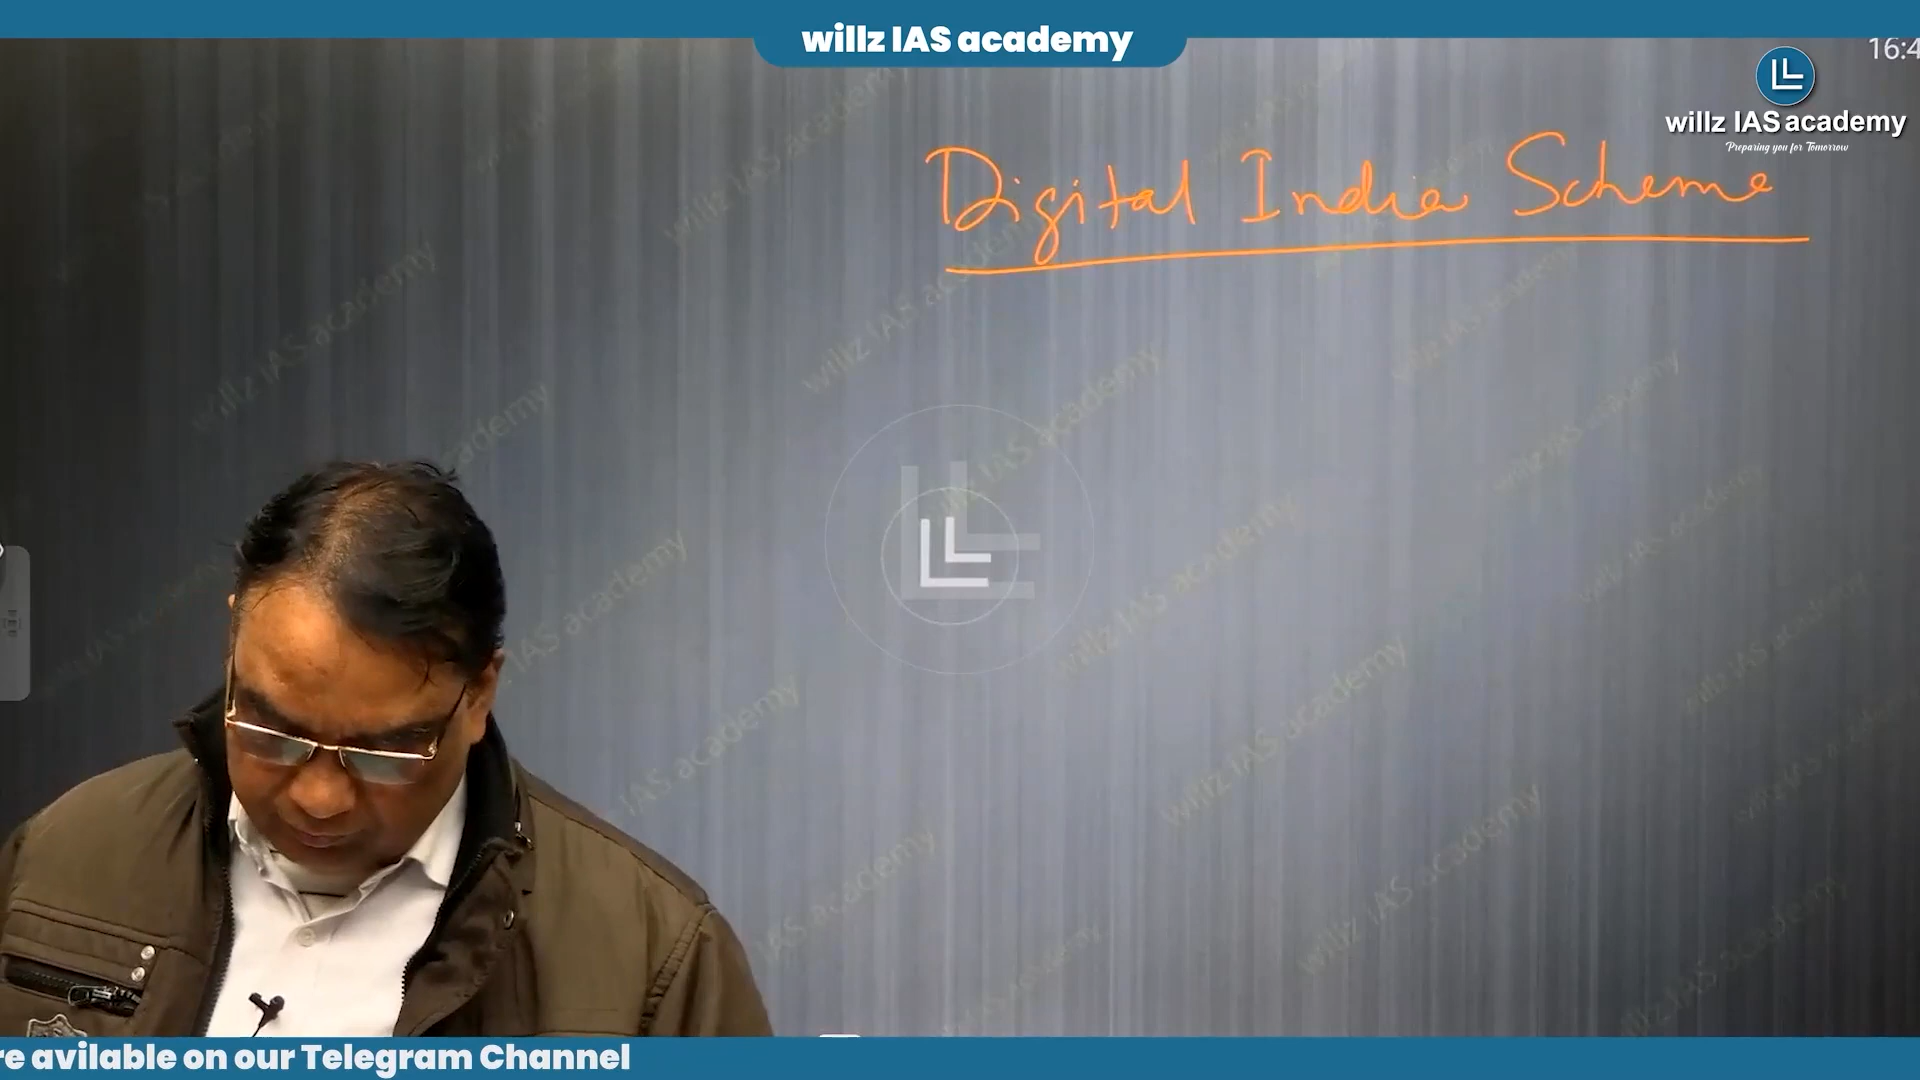 willz IAS academy
16:4
willz IAS academy
Preparing you for Tomorrow
Digital India Scheme
re avilable on our Telegram Channel